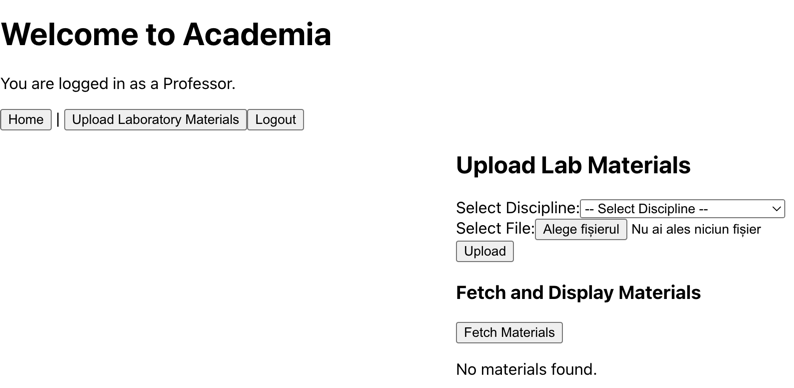 Welcome to Academia
You are logged in as a Professor.
Home | Upload Laboratory Materials Logout
Upload Lab Materials
Select Discipline: -- Select Discipline --
Select File: Alege fișierul Nu ai ales niciun fișier
Upload
Fetch and Display Materials
Fetch Materials
No materials found.